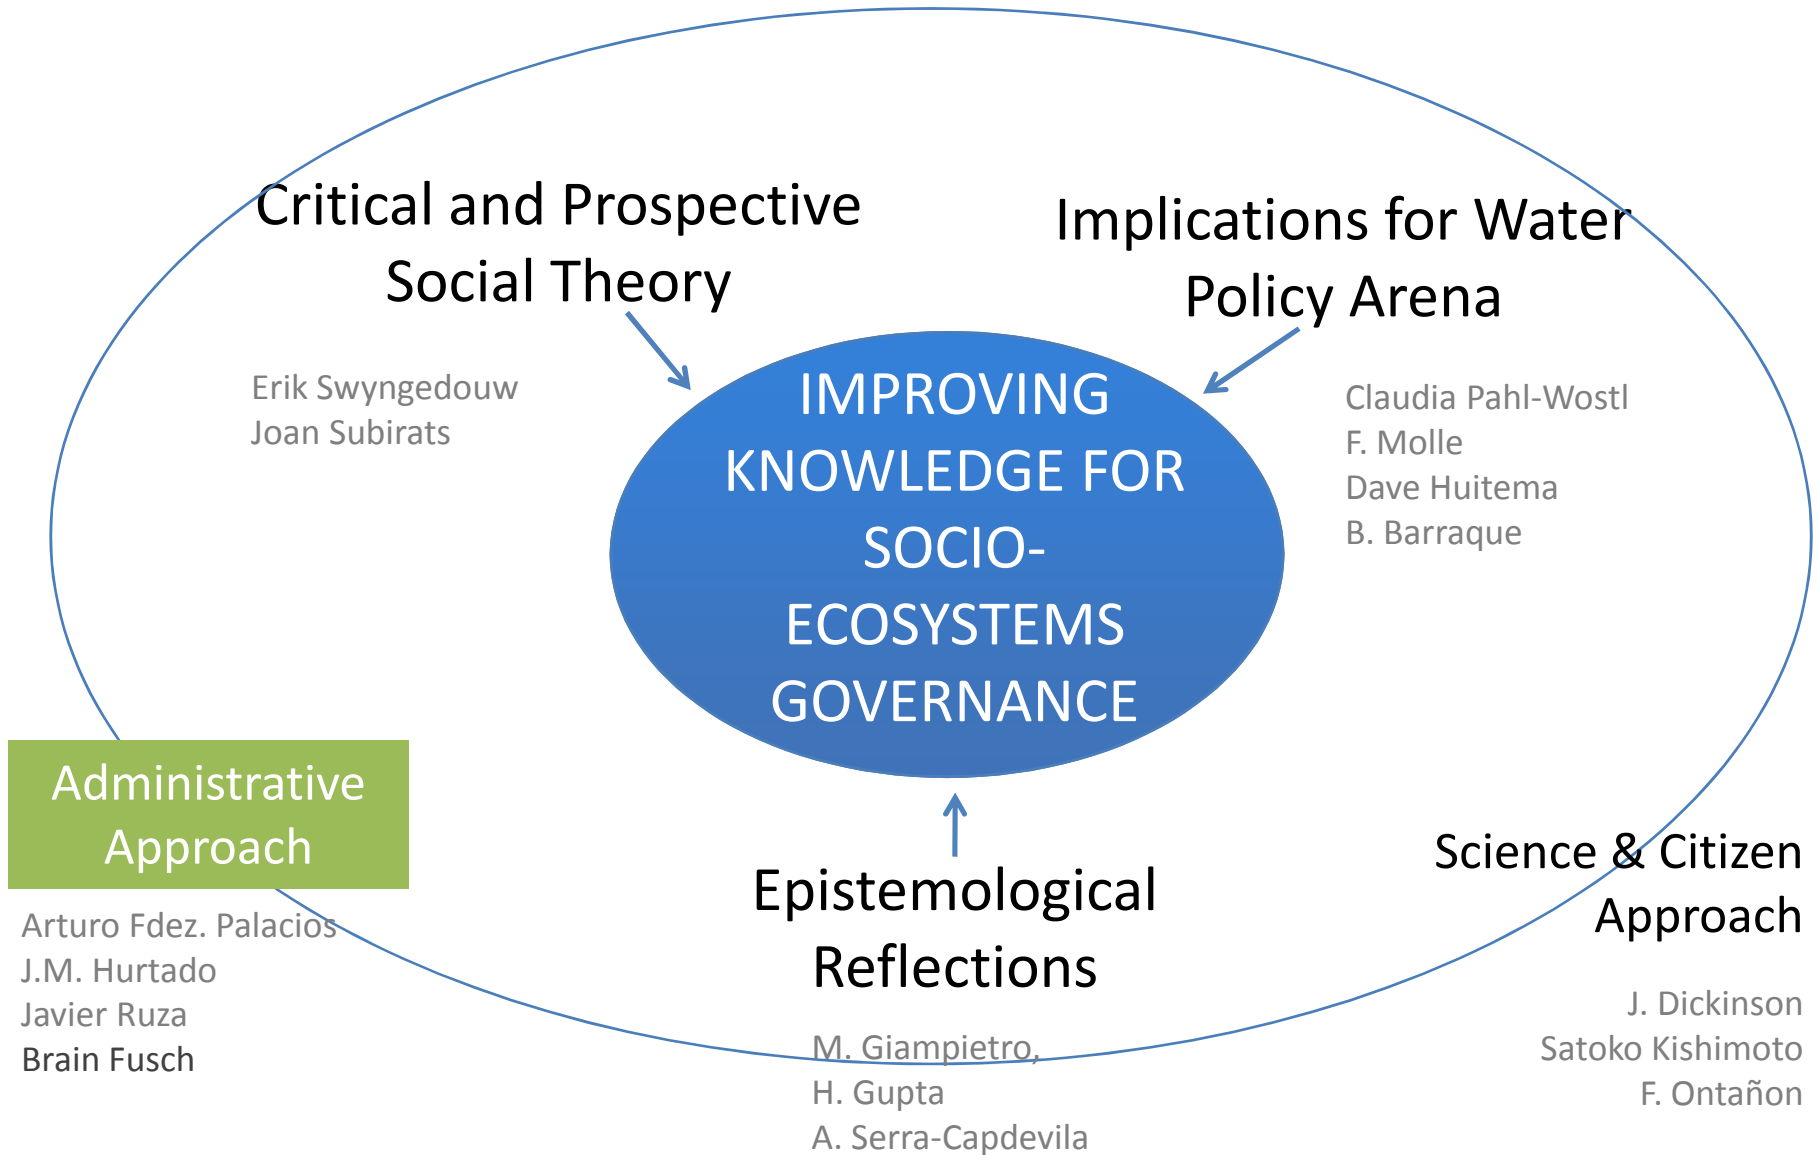 Critical and Prospective
Social Theory
Erik Swyngedouw
Joan Subirats
Implications for Water
Policy Arena
Claudia Pahl-Wostl
F. Molle
Dave Huitema
B. Barraque
IMPROVING
KNOWLEDGE FOR
SOCIO-
ECOSYSTEMS
GOVERNANCE
Administrative
Approach
Arturo Fdez. Palacios
J.M. Hurtado
Javier Ruza
Brain Fusch
Epistemological
Reflections
M. Giampietro,
H. Gupta
A. Serra-Capdevila
Science & Citizen
Approach
J. Dickinson
Satoko Kishimoto
F. Ontañon